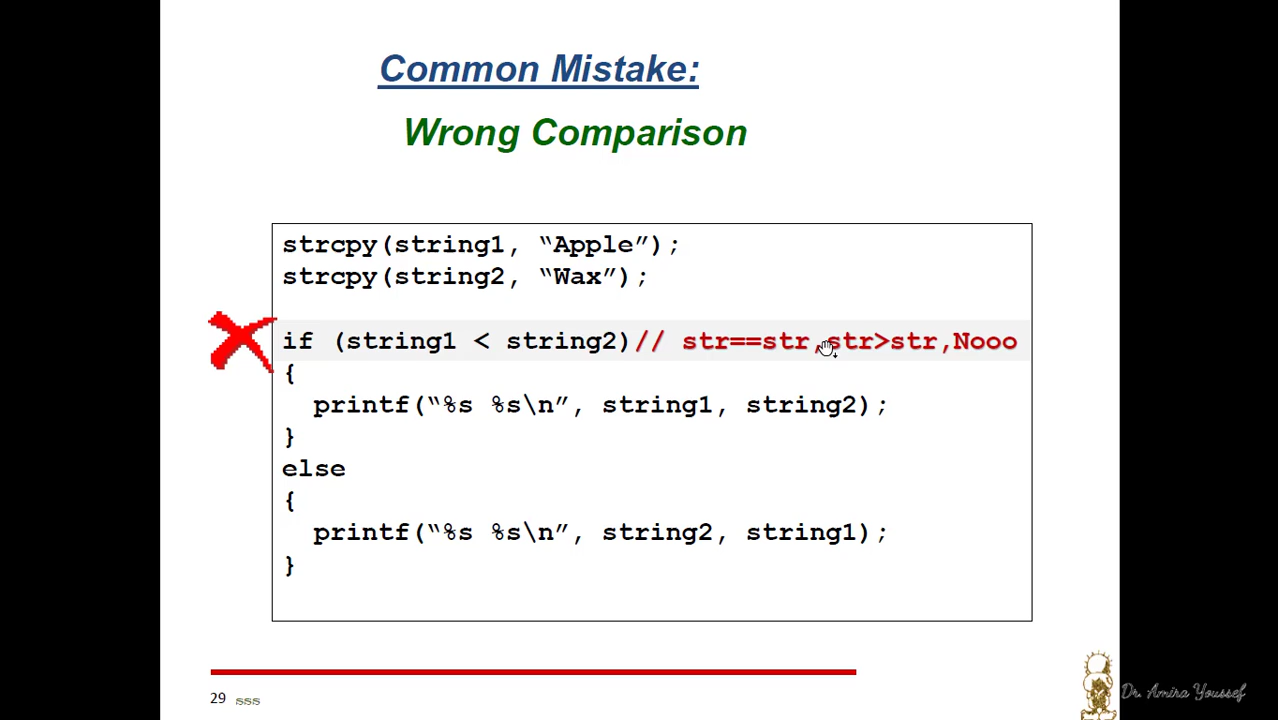 Common Mistake:
Wrong Comparison
strcpy(string1, “Apple”);
strcpy(string2, “Wax”);
if (string1 < string2)// str==str,str>str,Nooo
{
printf(“%s %s\n”, string1, string2);
}
else
{
printf(“%s %s\n”, string2, string1);
}
29 sss
Dr. Amira Youssef